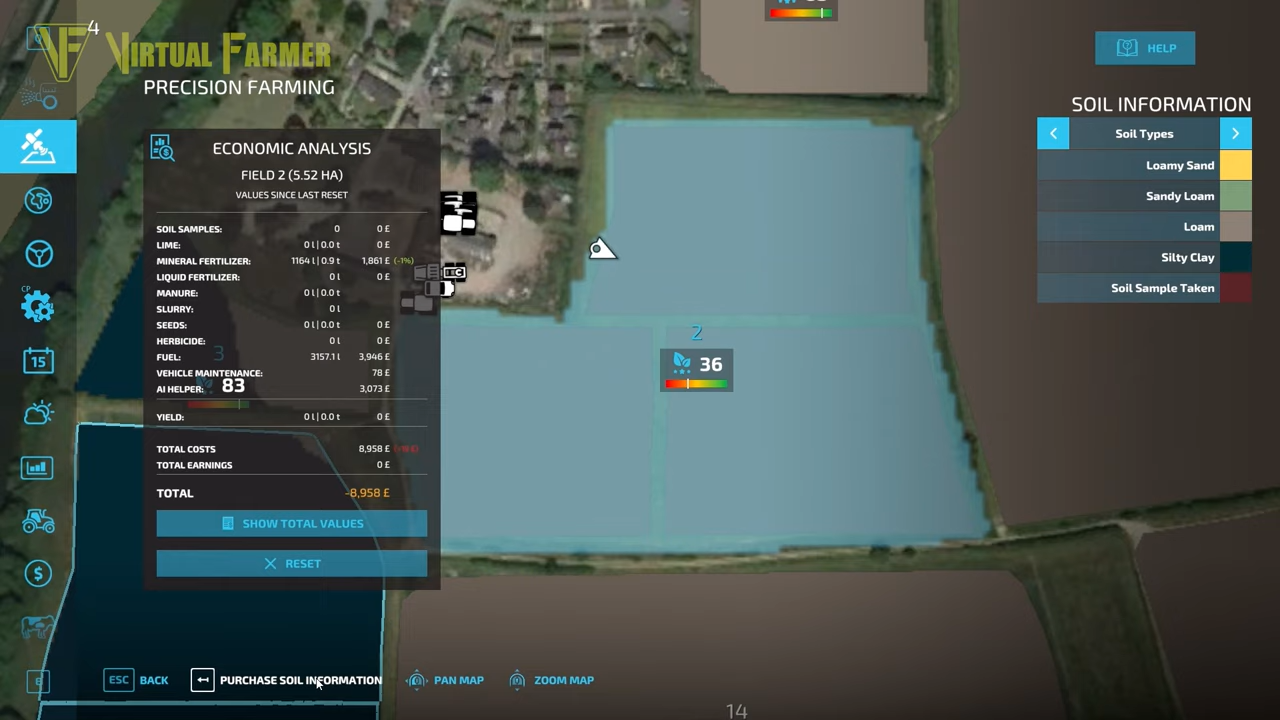 4
VF VIRTUAL FARMER
PRECISION FARMING
HELP
ECONOMIC ANALYSIS
FIELD 2 (5.52 HA)
VALUES SINCE LAST RESET
SOIL SAMPLES: 0 0 £
LIME: 0 l | 0.0 t 0 £
MINERAL FERTILIZER: 1164 l | 0.9 t 1,861 £ (-1%)
LIQUID FERTILIZER: 0 l 0 £
MANURE: 0 l | 0.0 t
SLURRY: 0 l
SEEDS: 0 l | 0.0 t 0 £
HERBICIDE: 0 l 0 £
FUEL: 3157.1 l 3,946 £
VEHICLE MAINTENANCE: 78 £
AI HELPER: 3,073 £
YIELD: 0 l | 0.0 t 0 £
TOTAL COSTS 8,958 £
TOTAL EARNINGS 0 £
TOTAL -8,958 £
SHOW TOTAL VALUES
RESET
3
83
2
36
14
CP
15
SOIL INFORMATION
Soil Types
Loamy Sand
Sandy Loam
Loam
Silty Clay
Soil Sample Taken
ESC BACK
PURCHASE SOIL INFORMATION
PAN MAP
ZOOM MAP